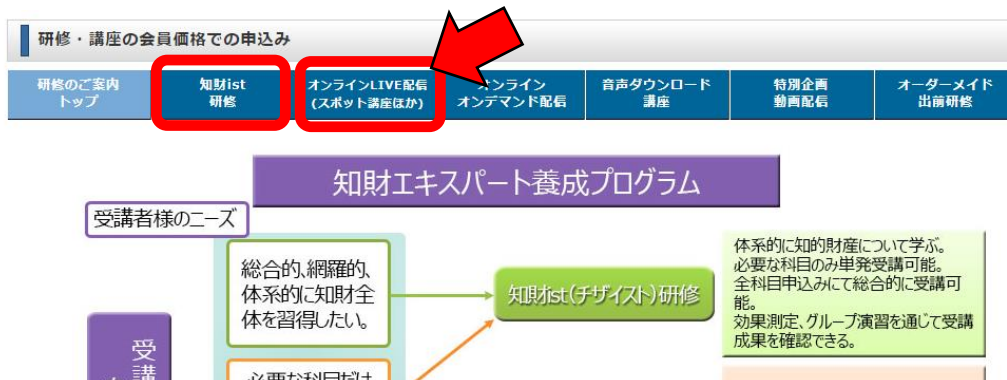 研修・講座の会員価格での申込み
研修のご案内
トップ
知財ist
研修
オンラインLIVE配信
(スポット講座ほか)
オンライン
オンデマンド配信
音声ダウンロード
講座
特別企画
動画配信
オーダーメイド
出前研修
知財エキスパート養成プログラム
受講者様のニーズ
総合的、網羅的、
体系的に知財全
体を習得したい。
知財ist(チザイスト)研修
体系的に知的財産について学ぶ。
必要な科目のみ単発受講可能。
全科目申込みにて総合的に受講可
能。
効果測定、グループ演習を通じて受講
成果を確認できる。
受
講
必要な科目だけ